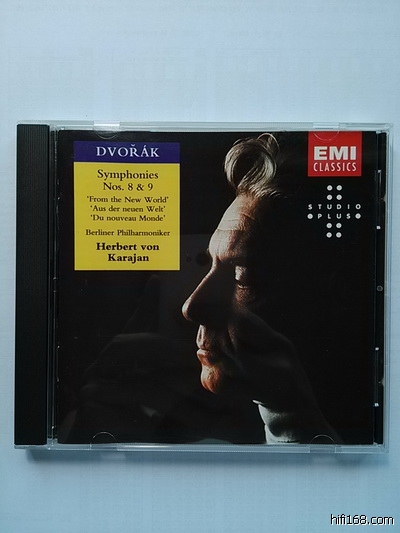 DVOŘÁK
Symphonies
Nos. 8 & 9
'From the New World'
'Aus der neuen Welt'
'Du nouveau Monde'
Berliner Philharmoniker
Herbert von
Karajan
EMI
CLASSICS
STUDIO
PLUS
hifi168.com